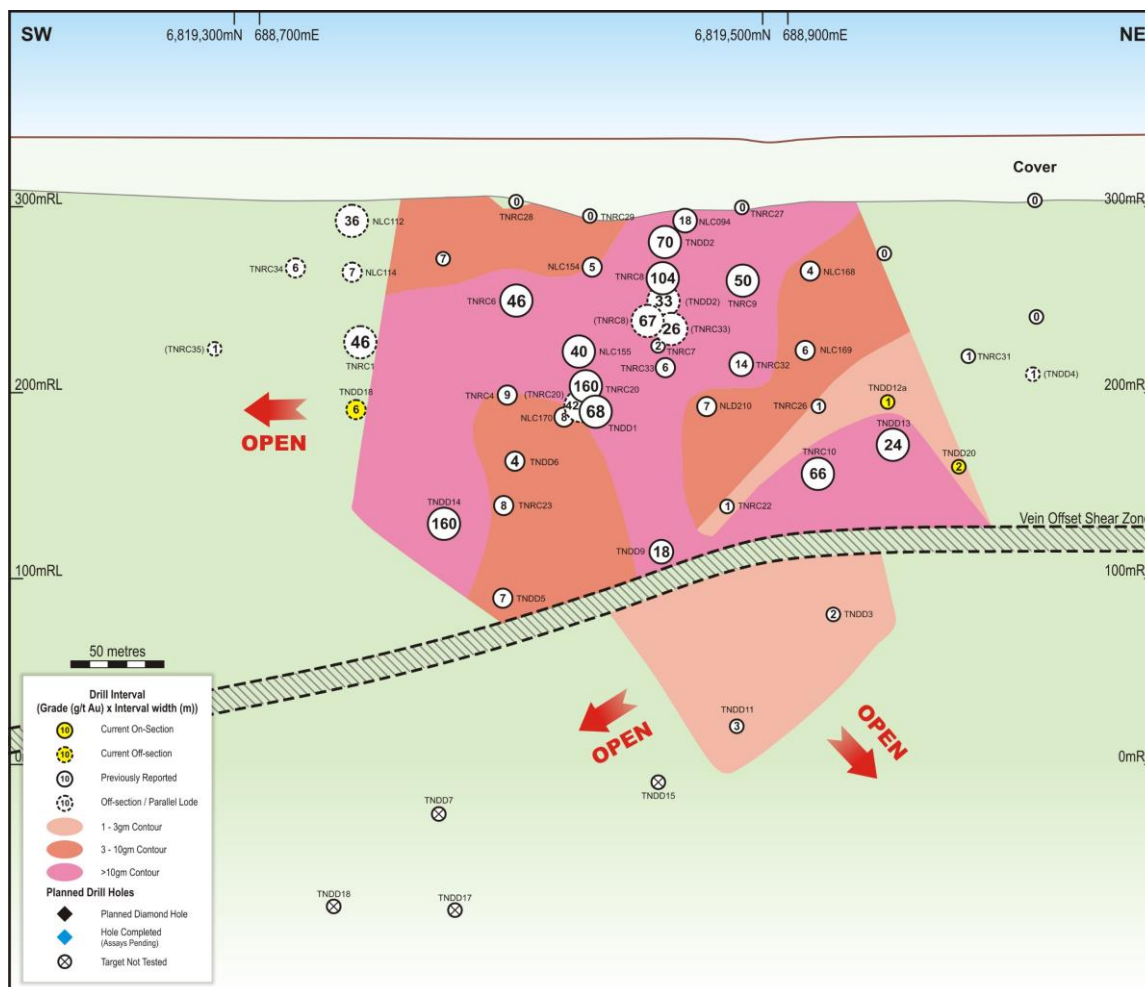 SW
6,819,300mN
688,700mE
6,819,500mN
688,900mE
NE
Cover
300mRL
300mR
0
TNRC28
0
TNRC29
18
NLC094
0
TNRC27
0
36
NLC112
70
TNDD2
0
TNRC34
6
7
NLC114
7
NLC154
5
TNRC8
104
50
TNRC9
4
NLC168
TNRC6
46
33
(TNDD2)
(TNRC8)
67
26
(TNRC33)
0
(TNRC35)
1
46
TNRC1
40
NLC155
2
TNRC7
TNRC33
6
14
TNRC32
6
NLC169
1
TNRC31
1
(TNDD4)
200mRL
200mR
TNDD18
6
OPEN
TNRC4
9
(TNRC20)
160
TNRC20
42
68
TNDD1
NLC170
8
7
NLD210
TNRC26
1
TNDD12a
1
TNDD13
24
4
TNDD6
TNRC10
66
TNDD20
2
8
TNRC23
TNDD14
160
1
TNRC22
Vein Offset Shear Zon
TNDD9
18
100mRL
100mR
7
TNDD5
2
TNDD3
50 metres
TNDD11
3
OPEN
OPEN
0mR
TNDD15
TNDD7
TNDD18
TNDD17
Drill Interval
(Grade (g/t Au) x Interval width (m))
10 Current On-Section
10 Current Off-section
10 Previously Reported
10 Off-section / Parallel Lode
1 - 3gm Contour
3 - 10gm Contour
>10gm Contour
Planned Drill Holes
Planned Diamond Hole
Hole Completed
(Assays Pending)
Target Not Tested